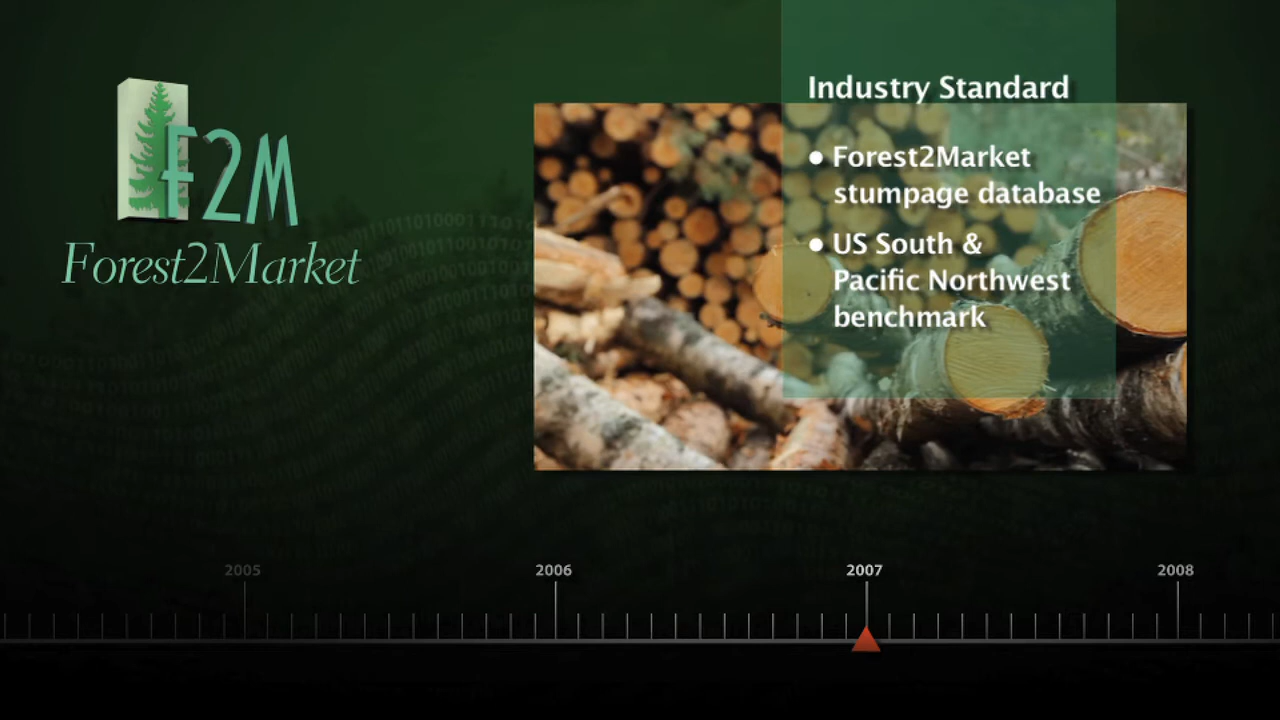 F2M
Forest2Market
Industry Standard
● Forest2Market
stumpage database
● US South &
Pacific Northwest
benchmark
2005
2006
2007
2008